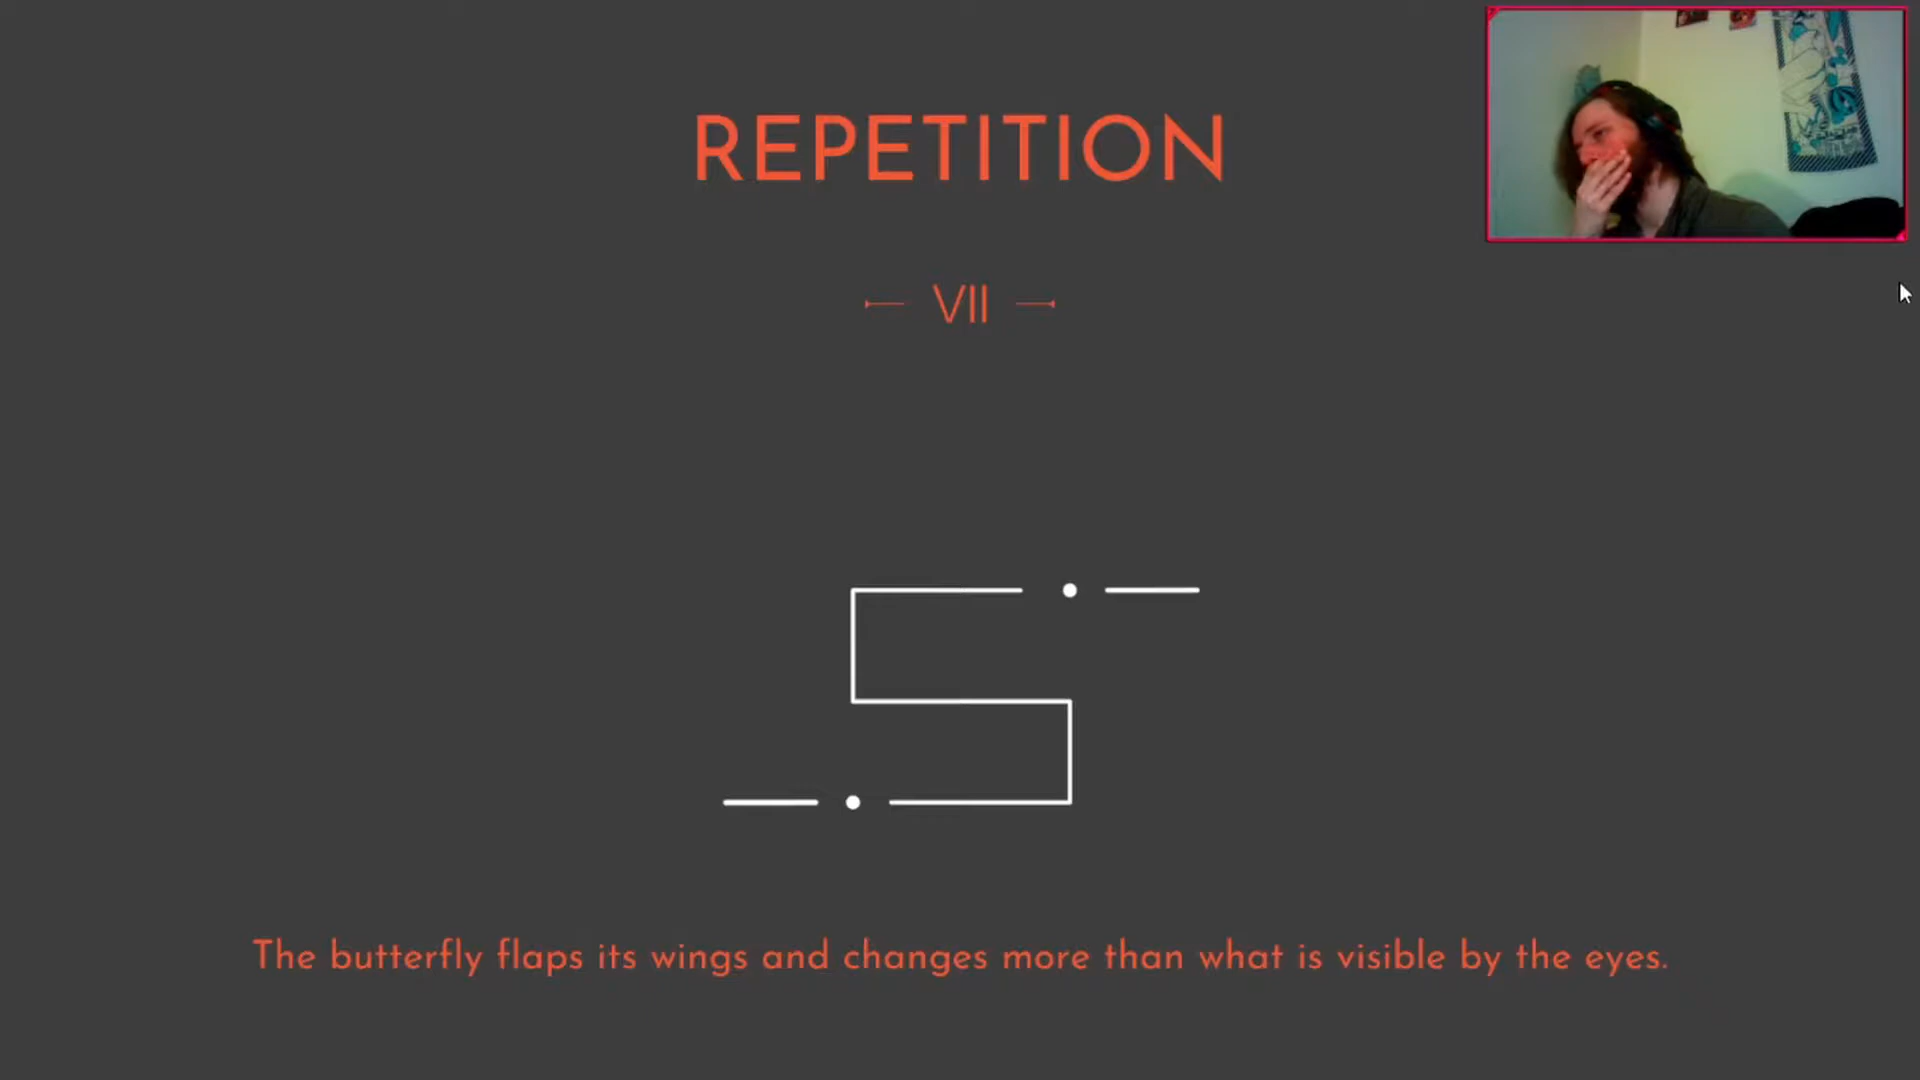 REPETITION
VII
The butterfly flaps its wings and changes more than what is visible by the eyes.